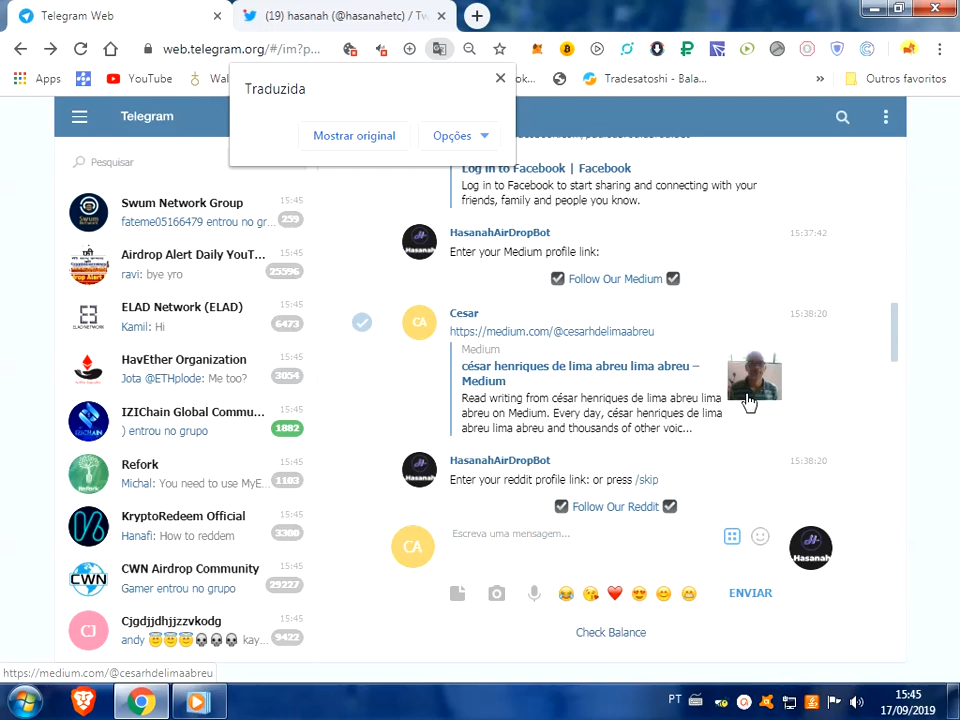 Telegram Web
(19) hasanah (@hasanahetc) / Tw
web.telegram.org/#/im?p...
Apps
YouTube
Wal
ok...
Tradesatoshi - Bala...
»
Outros favoritos
Traduzida
Mostrar original
Opções
Telegram
Pesquisar
Swum Network Group
15:45
fateme05166479 entrou no gr...
259
Airdrop Alert Daily YouT...
15:45
ravi: bye yro
25596
ELAD Network (ELAD)
15:45
Kamil: Hi
6473
HavEther Organization
15:45
Jota @ETHplode: Me too?
3054
IZIChain Global Commu...
15:45
) entrou no grupo
1882
Refork
15:45
Michal: You need to use MyE...
1103
KryptoRedeem Official
15:45
Hanafi: How to reddem
3300
CWN Airdrop Community
15:45
Gamer entrou no grupo
29227
CJ
Cjgdjjdhjjzzvkodg
15:45
andy 😇😇😇💀💀💀 kay...
9422
Log in to Facebook | Facebook
Log in to Facebook to start sharing and connecting with your
friends, family and people you know.
Hasanah
HasanahAirDropBot
15:37:42
Enter your Medium profile link:
☑ Follow Our Medium ☑
CA
Cesar
15:38:20
https://medium.com/@cesarhdelimaabreu
Medium
césar henriques de lima abreu lima abreu –
Medium
Read writing from césar henriques de lima abreu lima
abreu on Medium. Every day, césar henriques de lima
abreu lima abreu and thousands of other voic...
Hasanah
HasanahAirDropBot
15:38:20
Enter your reddit profile link: or press /skip
☑ Follow Our Reddit ☑
CA
Escreva uma mensagem...
Hasanah
😂 😘 ❤️ 😍 😊 😁
ENVIAR
Check Balance
https://medium.com/@cesarhdelimaabreu
PT
15:45
17/09/2019